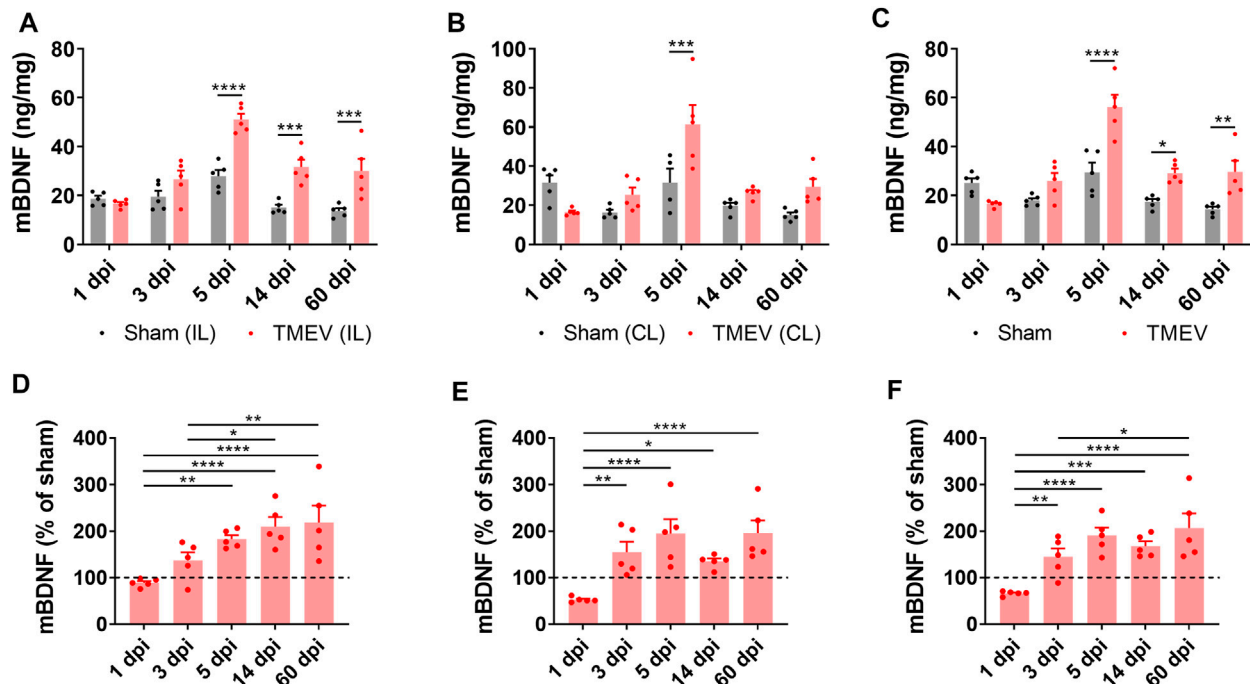 A
mBDNF (ng/mg)
80
60
40
20
0
****
***
***
1 dpi
3 dpi
5 dpi
14 dpi
60 dpi
Sham (IL)
TMEV (IL)
B
mBDNF (ng/mg)
100
80
60
40
20
0
***
1 dpi
3 dpi
5 dpi
14 dpi
60 dpi
Sham (CL)
TMEV (CL)
C
mBDNF (ng/mg)
80
60
40
20
0
****
*
**
1 dpi
3 dpi
5 dpi
14 dpi
60 dpi
Sham
TMEV
D
mBDNF (% of sham)
400
300
200
100
0
**
*
****
****
**
1 dpi
3 dpi
5 dpi
14 dpi
60 dpi
E
mBDNF (% of sham)
400
300
200
100
0
****
*
****
**
1 dpi
3 dpi
5 dpi
14 dpi
60 dpi
F
mBDNF (% of sham)
400
300
200
100
0
*
****
***
****
**
1 dpi
3 dpi
5 dpi
14 dpi
60 dpi